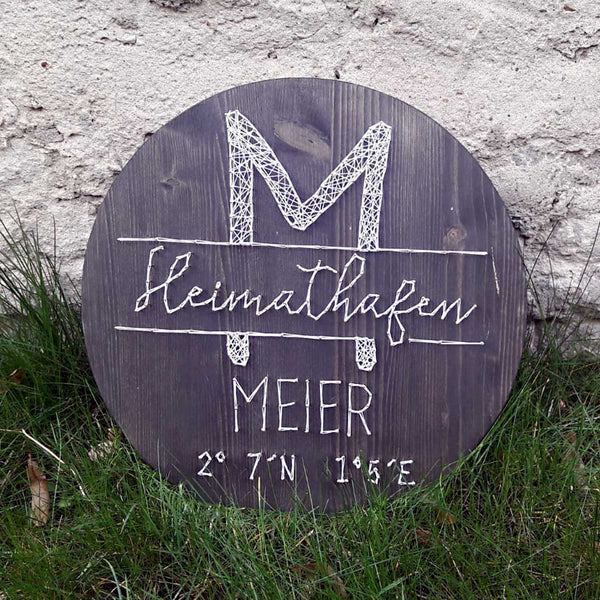 M
Heimathafen
MEIER
2° 7´N 1°5´E